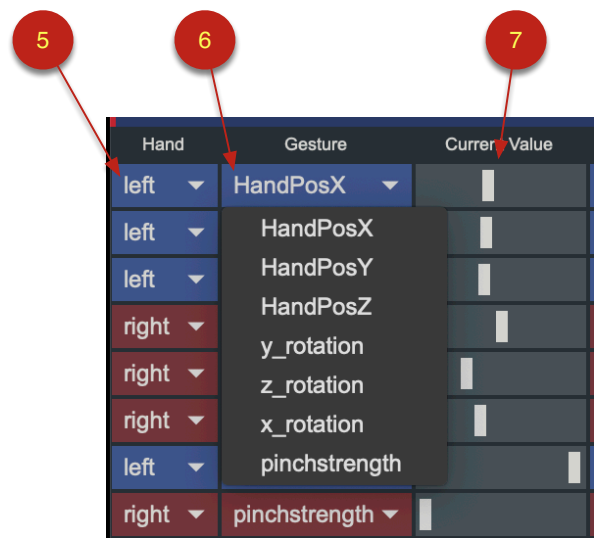 5 6 7
Hand Gesture Current Value
left HandPosX
left HandPosX
left HandPosY
right HandPosZ
right y_rotation
right z_rotation
x_rotation
left pinchstrength
right pinchstrength